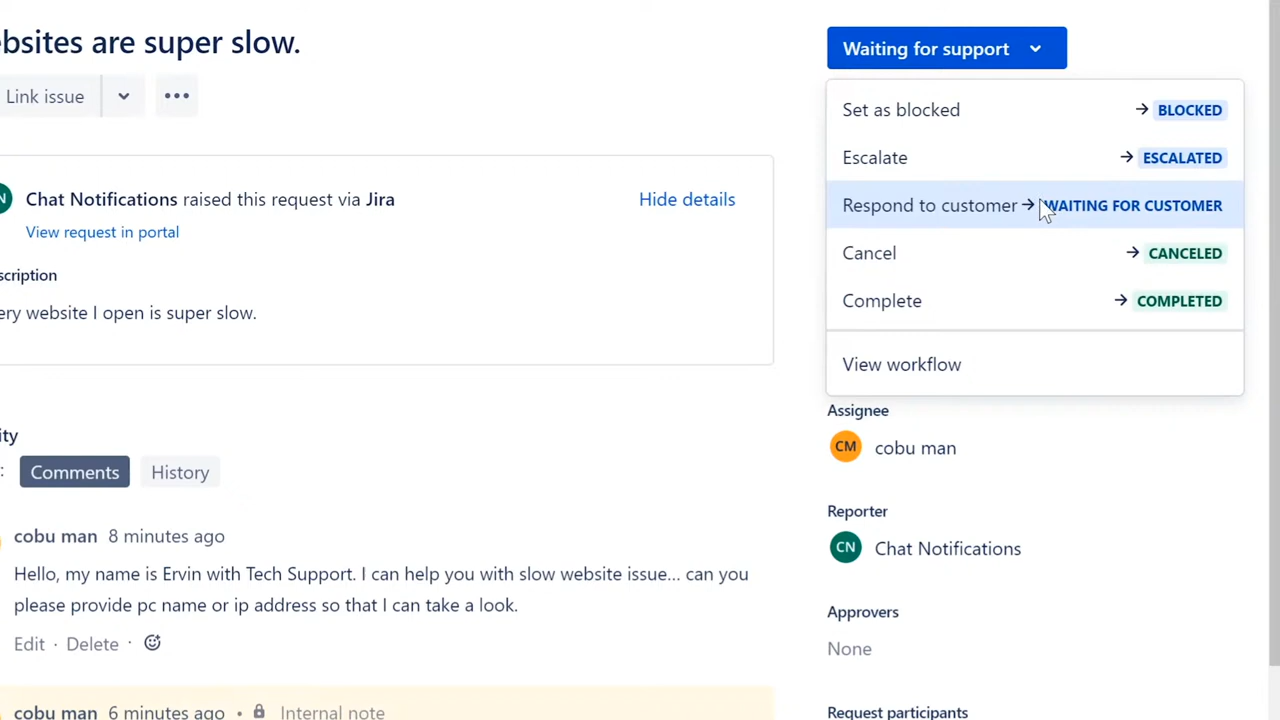 ebsites are super slow.
Link issue
N
Chat Notifications raised this request via Jira
Hide details
View request in portal
scription
ery website I open is super slow.
ity
:
Comments
History
cobu man 8 minutes ago
Hello, my name is Ervin with Tech Support. I can help you with slow website issue... can you
please provide pc name or ip address so that I can take a look.
Edit · Delete ·
cobu man 6 minutes ago • Internal note
Waiting for support
Set as blocked → BLOCKED
Escalate → ESCALATED
Respond to customer → WAITING FOR CUSTOMER
Cancel → CANCELED
Complete → COMPLETED
View workflow
Assignee
CM cobu man
Reporter
CN Chat Notifications
Approvers
None
Request participants